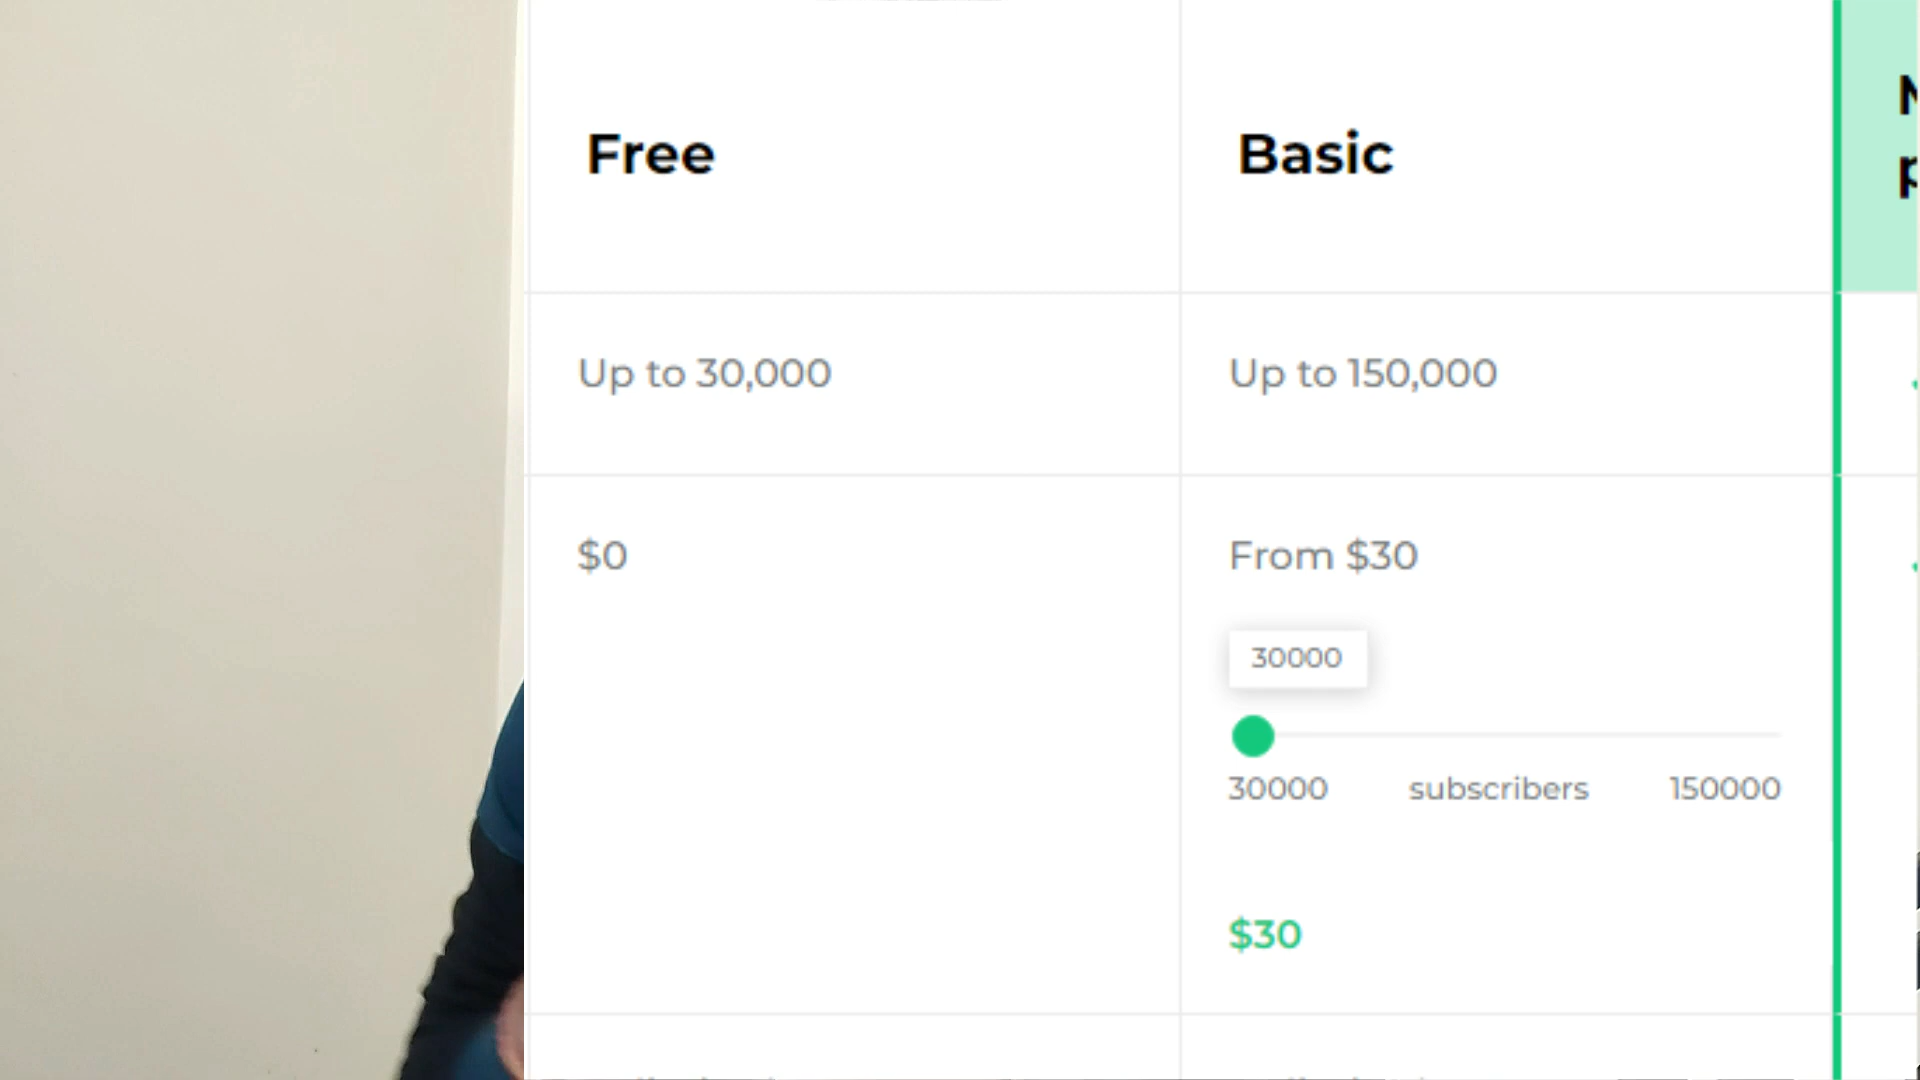 Free
Basic
Up to 30,000
Up to 150,000
$0
From $30
30000
30000 subscribers 150000
$30